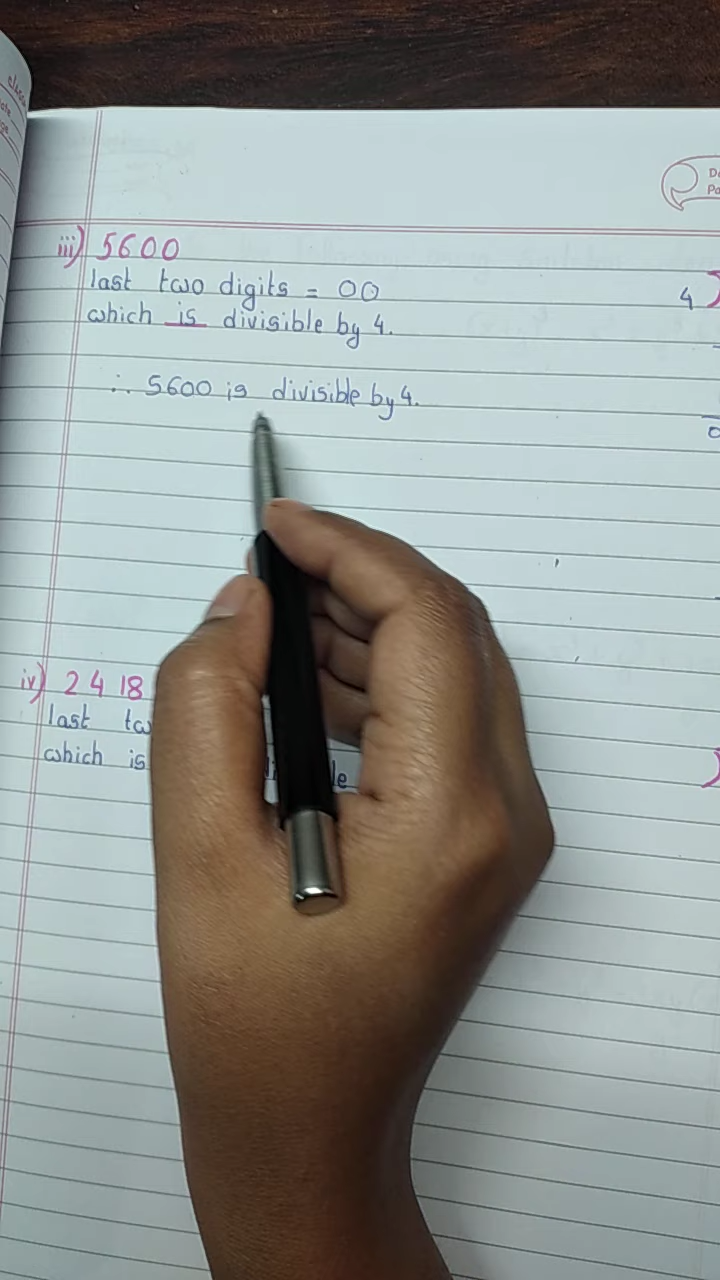 iii) 5600
last two digits = 00
which is divisible by 4.
4 )
∴ 5600 is divisible by 4.
iv) 2418
last
which is